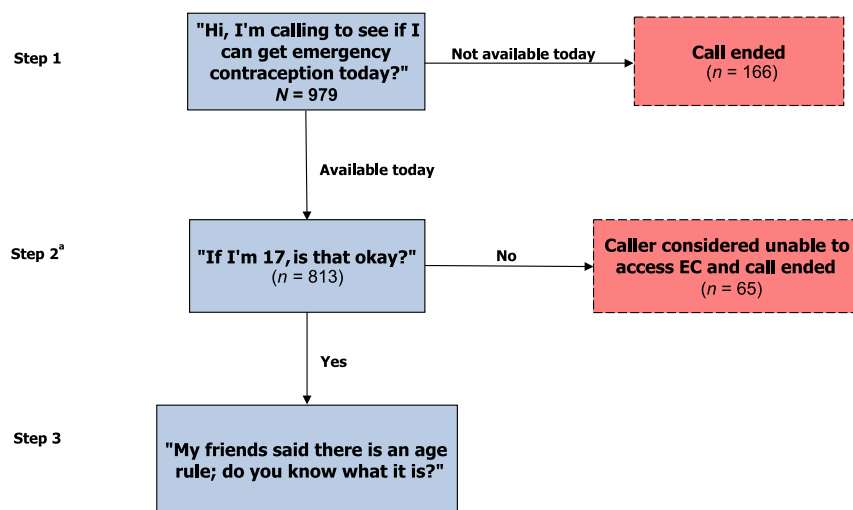 Step 1
"Hi, I'm calling to see if I
can get emergency
contraception today?"
N = 979
Not available today
Call ended
(n = 166)
Available today
Step 2a
"If I'm 17, is that okay?"
(n = 813)
No
Caller considered unable to
access EC and call ended
(n = 65)
Yes
Step 3
"My friends said there is an age
rule; do you know what it is?"